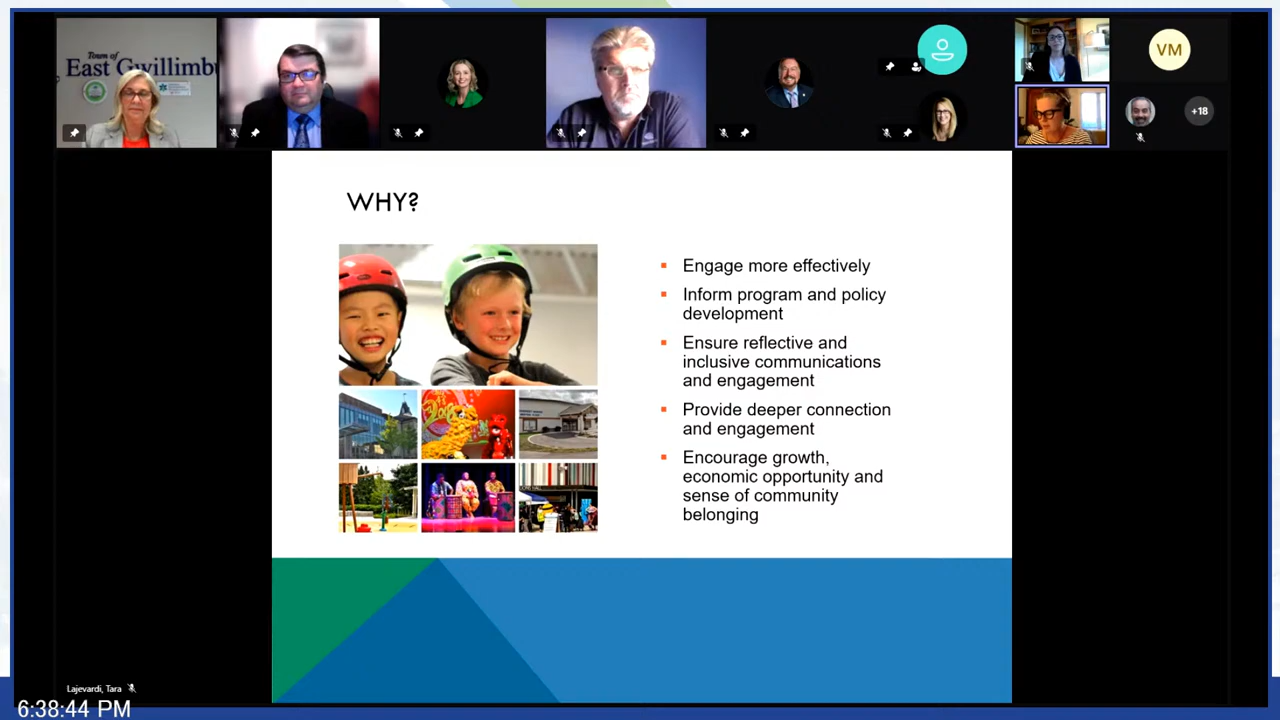 Town of
East Gwillimbu
VM
+18
WHY?
Engage more effectively
Inform program and policy
development
Ensure reflective and
inclusive communications
and engagement
Provide deeper connection
and engagement
Encourage growth,
economic opportunity and
sense of community
belonging
Lajevardi, Tara
6:38:44 PM